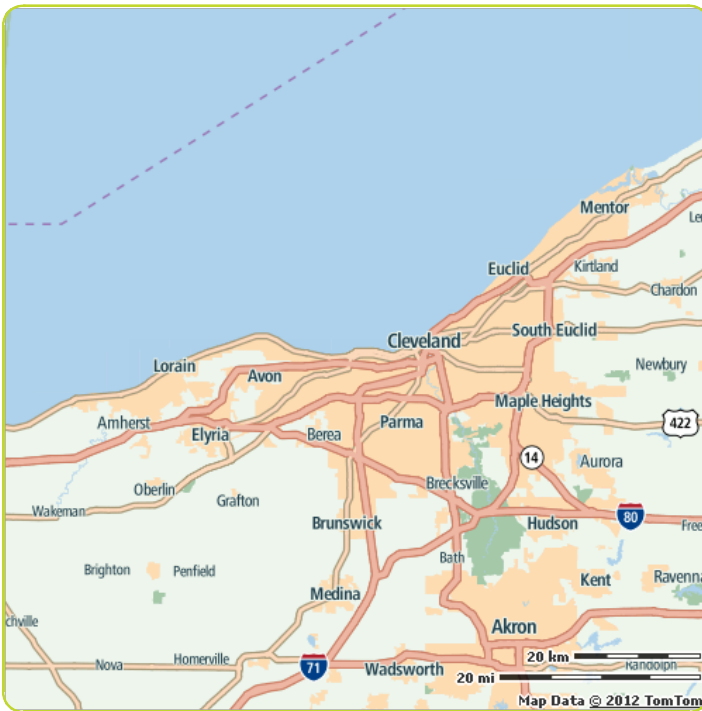 Mentor
Le
Euclid
Kirtland
Chardon
South Euclid
Cleveland
Lorain
Newbury
Avon
Maple Heights
Amherst
Parma
422
Elyria
Berea
14
Aurora
Brecksville
Oberlin
Grafton
Wakeman
Brunswick
Hudson
80
Free
Bath
Brighton
Penfield
Kent
Ravenna
Medina
chville
Akron
Nova
Homerville
71
Wadsworth
20 km
Randolph
20 mi
Map Data © 2012 TomTom